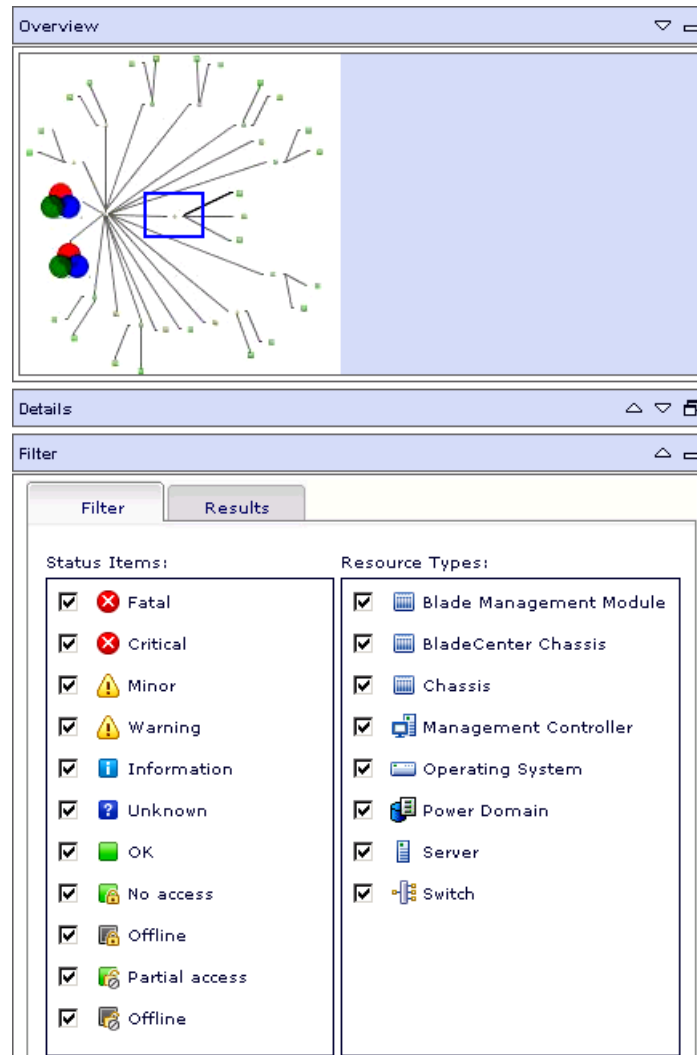 Overview
Details
Filter
Filter
Results
Status Items:
Resource Types:
Fatal
Blade Management Module
Critical
BladeCenter Chassis
Minor
Chassis
Warning
Management Controller
Information
Operating System
Unknown
Power Domain
OK
Server
No access
Switch
Offline
Partial access
Offline